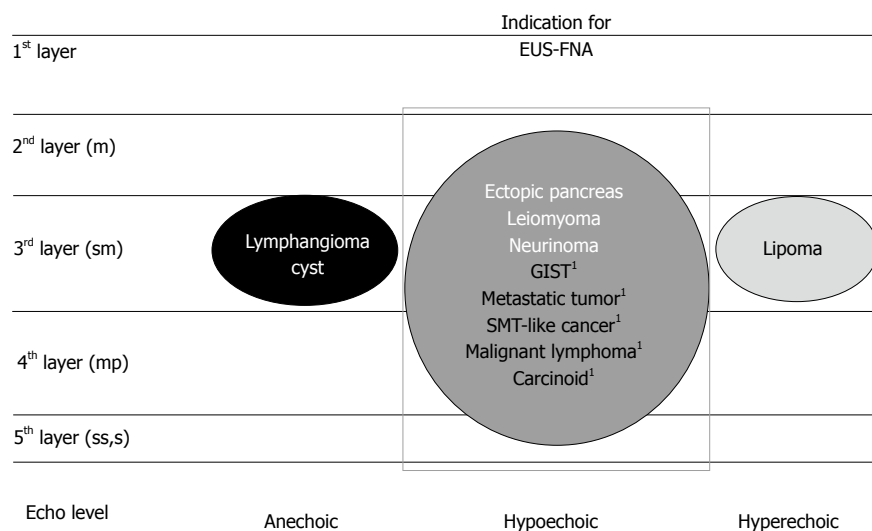 Indication for
EUS-FNA
1st layer
2nd layer (m)
Ectopic pancreas
Leiomyoma
Neurinoma
GIST1
Metastatic tumor1
SMT-like cancer1
Malignant lymphoma1
Carcinoid1
3rd layer (sm)
Lymphangioma
cyst
Lipoma
4th layer (mp)
5th layer (ss,s)
Echo level
Anechoic
Hypoechoic
Hyperechoic